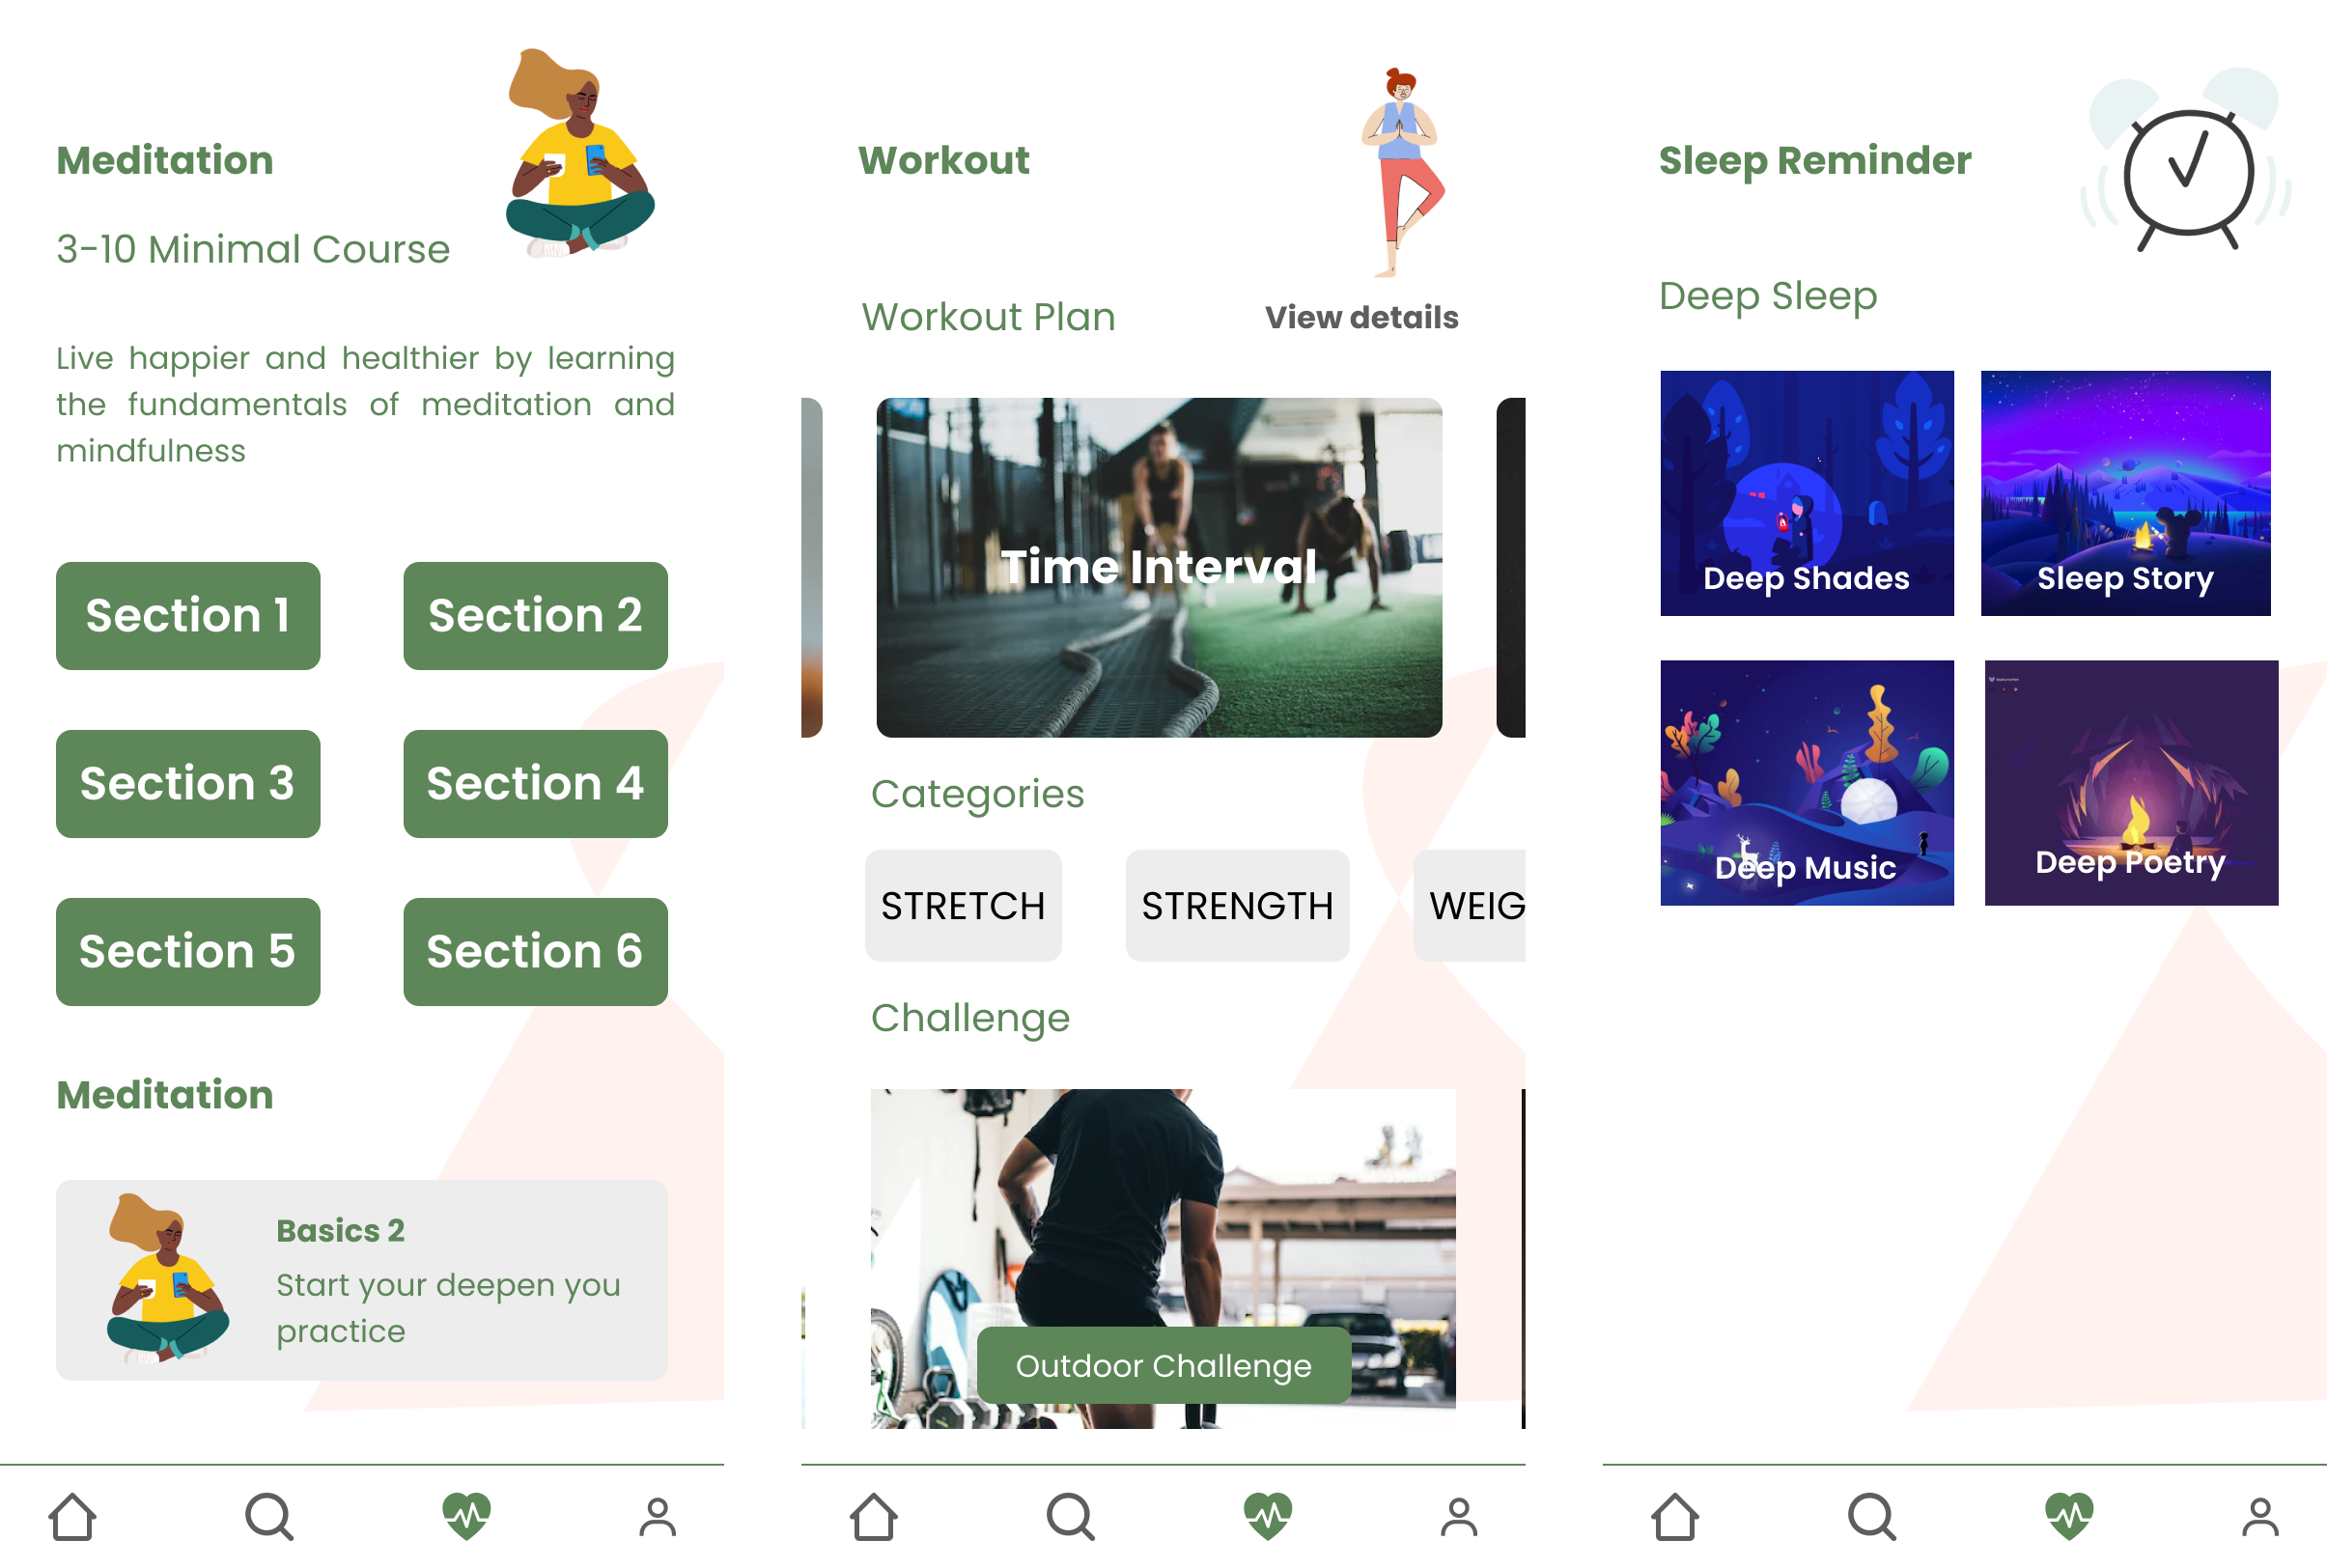 Meditation
3-10 Minimal Course
Live happier and healthier by learning
the fundamentals of meditation and
mindfulness
Section 1
Section 2
Section 3
Section 4
Section 5
Section 6
Meditation
Basics 2
Start your deepen you
practice
Workout
Workout Plan
View details
Time Interval
Categories
STRETCH
STRENGTH
WEIG
Challenge
Outdoor Challenge
Sleep Reminder
Deep Sleep
Deep Shades
Sleep Story
Deep Music
Deep Poetry